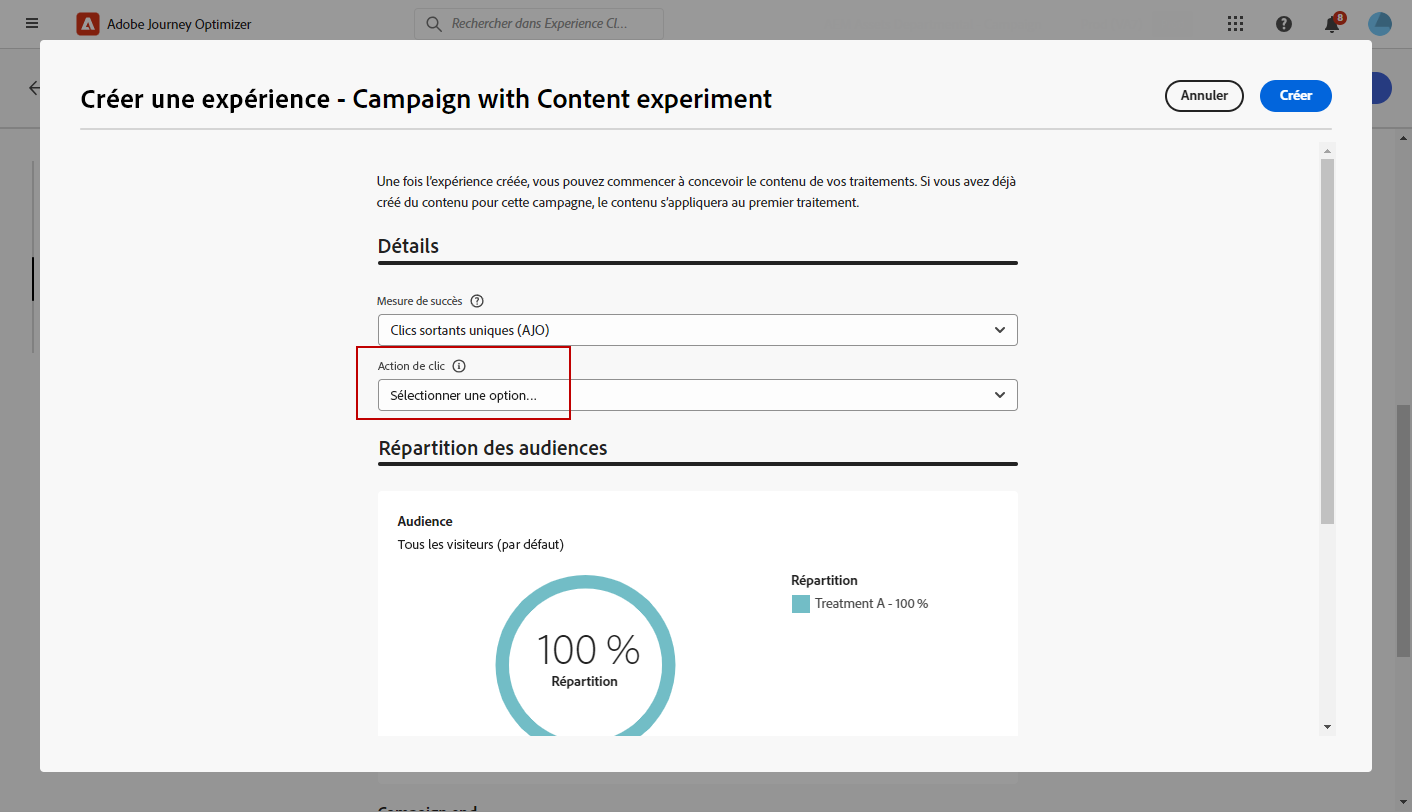 Adobe Journey Optimizer
Rechercher dans Experience Cl...
8
Créer une expérience - Campaign with Content experiment
Annuler
Créer
Une fois l'expérience créée, vous pouvez commencer à concevoir le contenu de vos traitements. Si vous avez déjà
créé du contenu pour cette campagne, le contenu s'appliquera au premier traitement.
Détails
Mesure de succès
Clics sortants uniques (AJO)
Action de clic
Sélectionner une option...
Répartition des audiences
Audience
Tous les visiteurs (par défaut)
100 %
Répartition
Répartition
Treatment A - 100 %